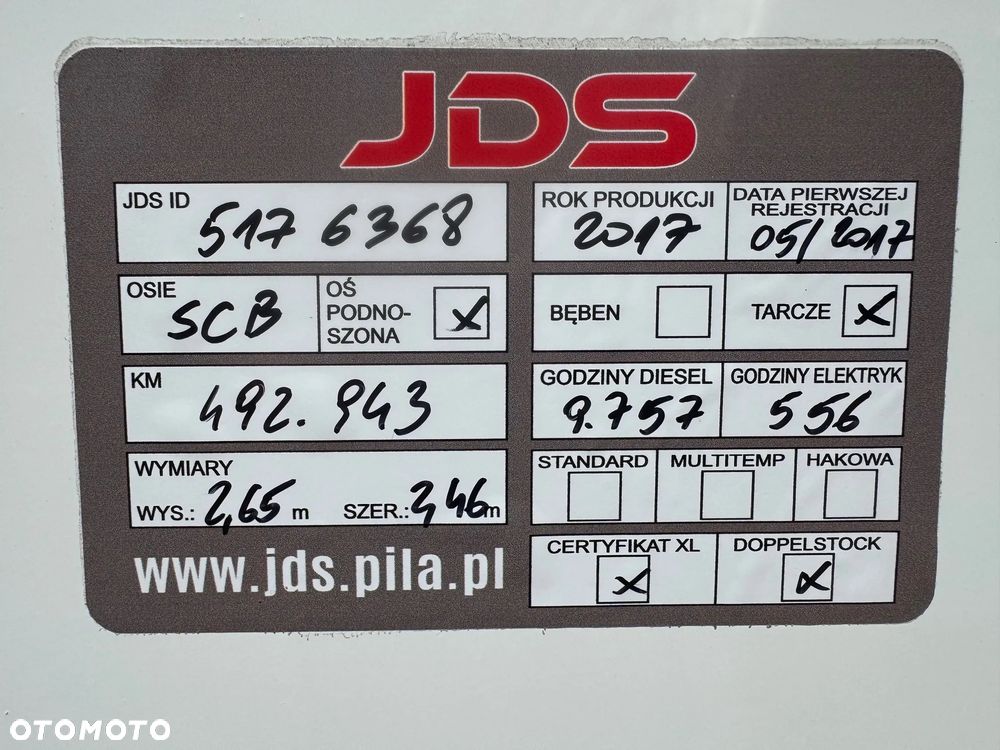 JDS
JDS ID 517 6368
ROK PRODUKCJI 2017
DATA PIERWSZEJ REJESTRACJI 05/2017
OSIE SCB
OŚ PODNO-
SZONA x
BĘBEN
TARCZE x
KM 492.943
GODZINY DIESEL 9.757
GODZINY ELEKTRYK 556
WYMIARY
WYS.: 2,65 m SZER.: 2,46 m
STANDARD MULTITEMP HAKOWA
CERTYFIKAT XL x
DOPPELSTOCK x
www.jds.pila.pl
OTOMOTO